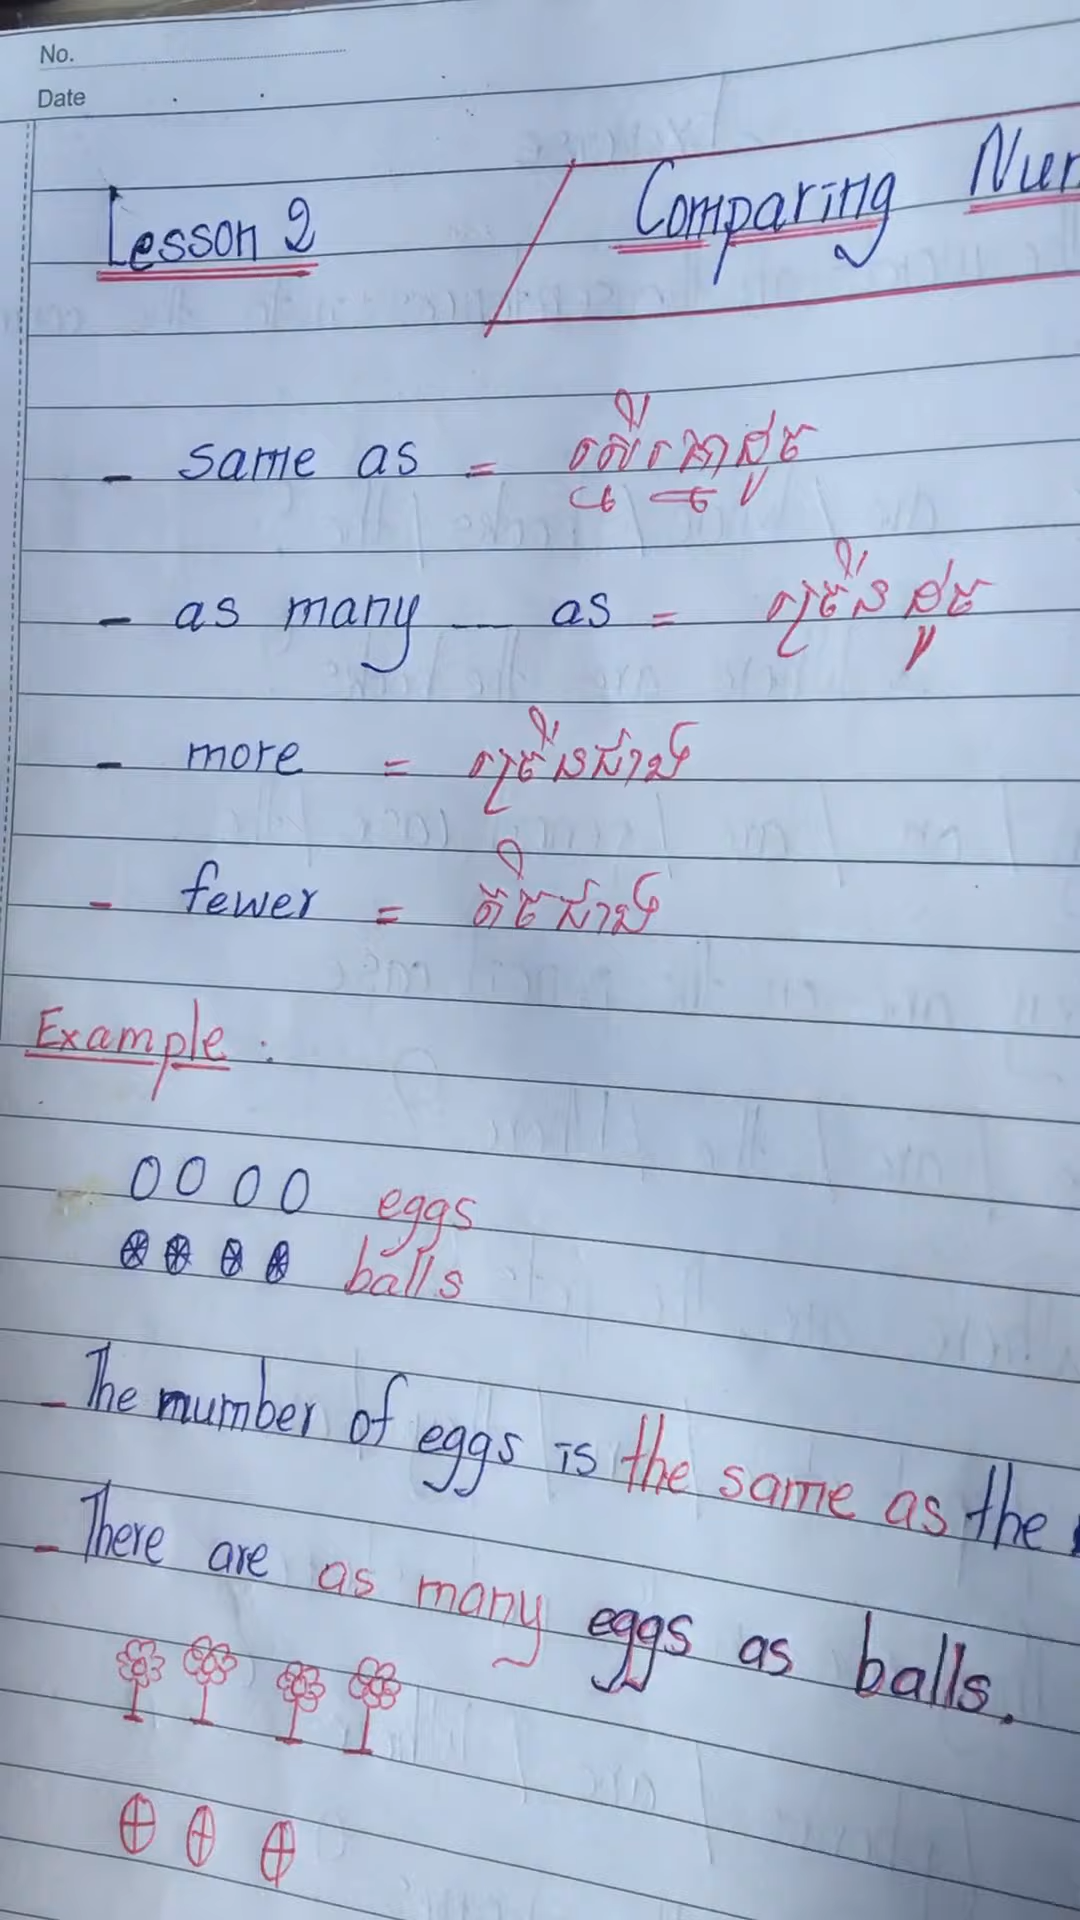 No.
Date
Lesson 2
Comparing
- same as = ស្មើគ្នាដូច
- as many as = ច្រើនដូច
- more = ច្រើនជាង
- fewer = តិចជាង
Example :
eggs
balls
- The number of eggs is the same as the
- There are as many eggs as balls.